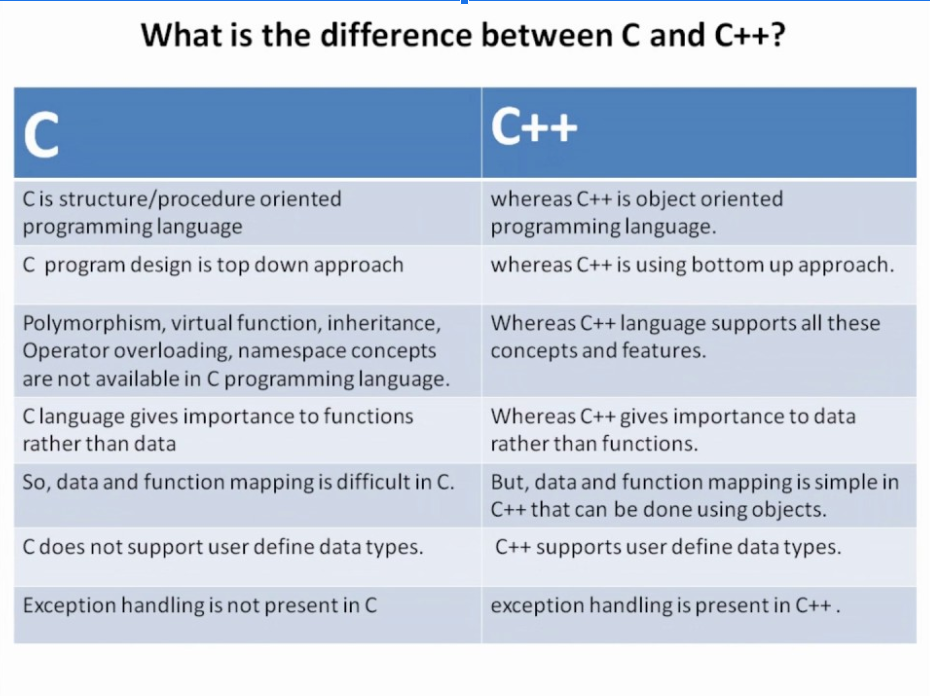 What is the difference between C and C++?
C
C++
C is structure/procedure oriented
programming language
whereas C++ is object oriented
programming language.
C program design is top down approach
whereas C++ is using bottom up approach.
Polymorphism, virtual function, inheritance,
Operator overloading, namespace concepts
are not available in C programming language.
Whereas C++ language supports all these
concepts and features.
C language gives importance to functions
rather than data
Whereas C++ gives importance to data
rather than functions.
So, data and function mapping is difficult in C.
But, data and function mapping is simple in
C++ that can be done using objects.
C does not support user define data types.
C++ supports user define data types.
Exception handling is not present in C
exception handling is present in C++ .